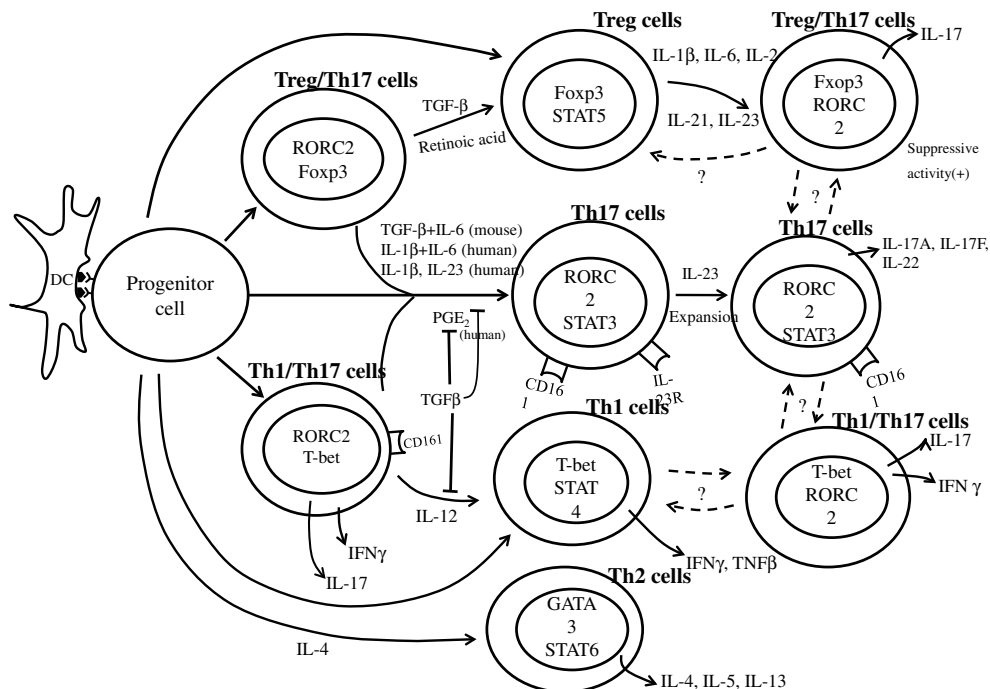 Treg cells
Treg/Th17 cells
IL-17
IL-1β, IL-6, IL-2
Foxp3
STAT5
Fxop3
RORC
2
IL-21, IL-23
Suppressive
activity(+)
?
?
Treg/Th17 cells
RORC2
Foxp3
TGF-β
Retinoic acid
DC
Progenitor
cell
TGF-β+IL-6 (mouse)
IL-1β+IL-6 (human)
IL-1β, IL-23 (human)
PGE2
(human)
Th17 cells
RORC
2
STAT3
IL-23
Expansion
CD16
1
IL-
23R
Th17 cells
RORC
2
STAT3
IL-17A, IL-17F,
IL-22
CD16
1
?
Th1/Th17 cells
RORC2
T-bet
CD161
TGFβ
IL-12
IFNγ
IL-17
Th1 cells
T-bet
STAT
4
?
IFNγ, TNFβ
Th1/Th17 cells
T-bet
RORC
2
IL-17
IFN γ
Th2 cells
GATA
3
STAT6
IL-4
IL-4, IL-5, IL-13